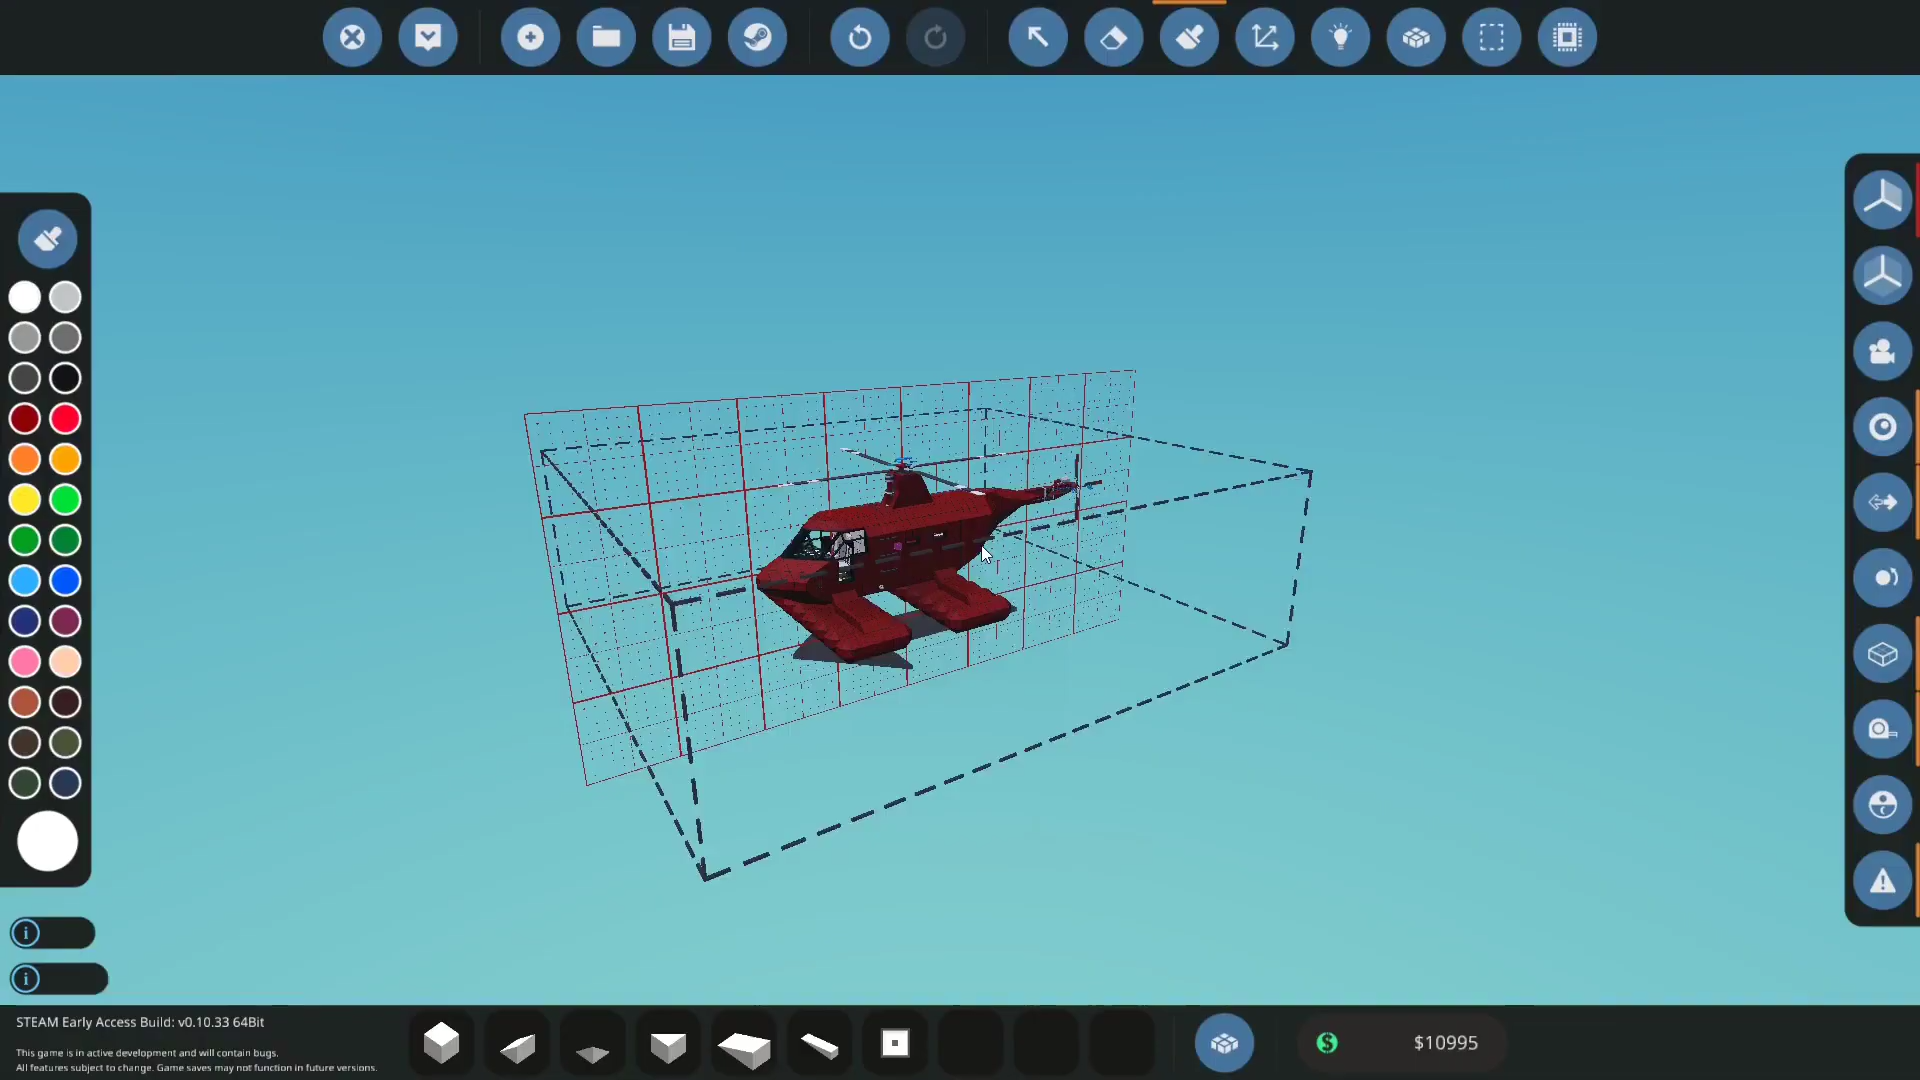 STEAM Early Access Build: v0.10.33 64Bit
This game is in active development and will contain bugs.
All features subject to change. Game saves may not function in future versions.
$10995